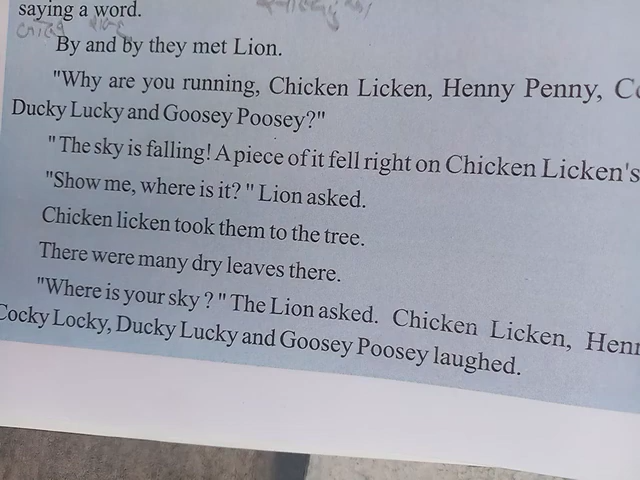 saying a word.
By and by they met Lion.
"Why are you running, Chicken Licken, Henny Penny,
Ducky Lucky and Goosey Poosey?"
"The sky is falling! A piece of it fell right on Chicken Licken's
"Show me, where is it? " Lion asked.
Chicken licken took them to the tree.
There were many dry leaves there.
"Where is your sky ? " The Lion asked. Chicken Licken,
Cocky Locky, Ducky Lucky and Goosey Poosey laughed.